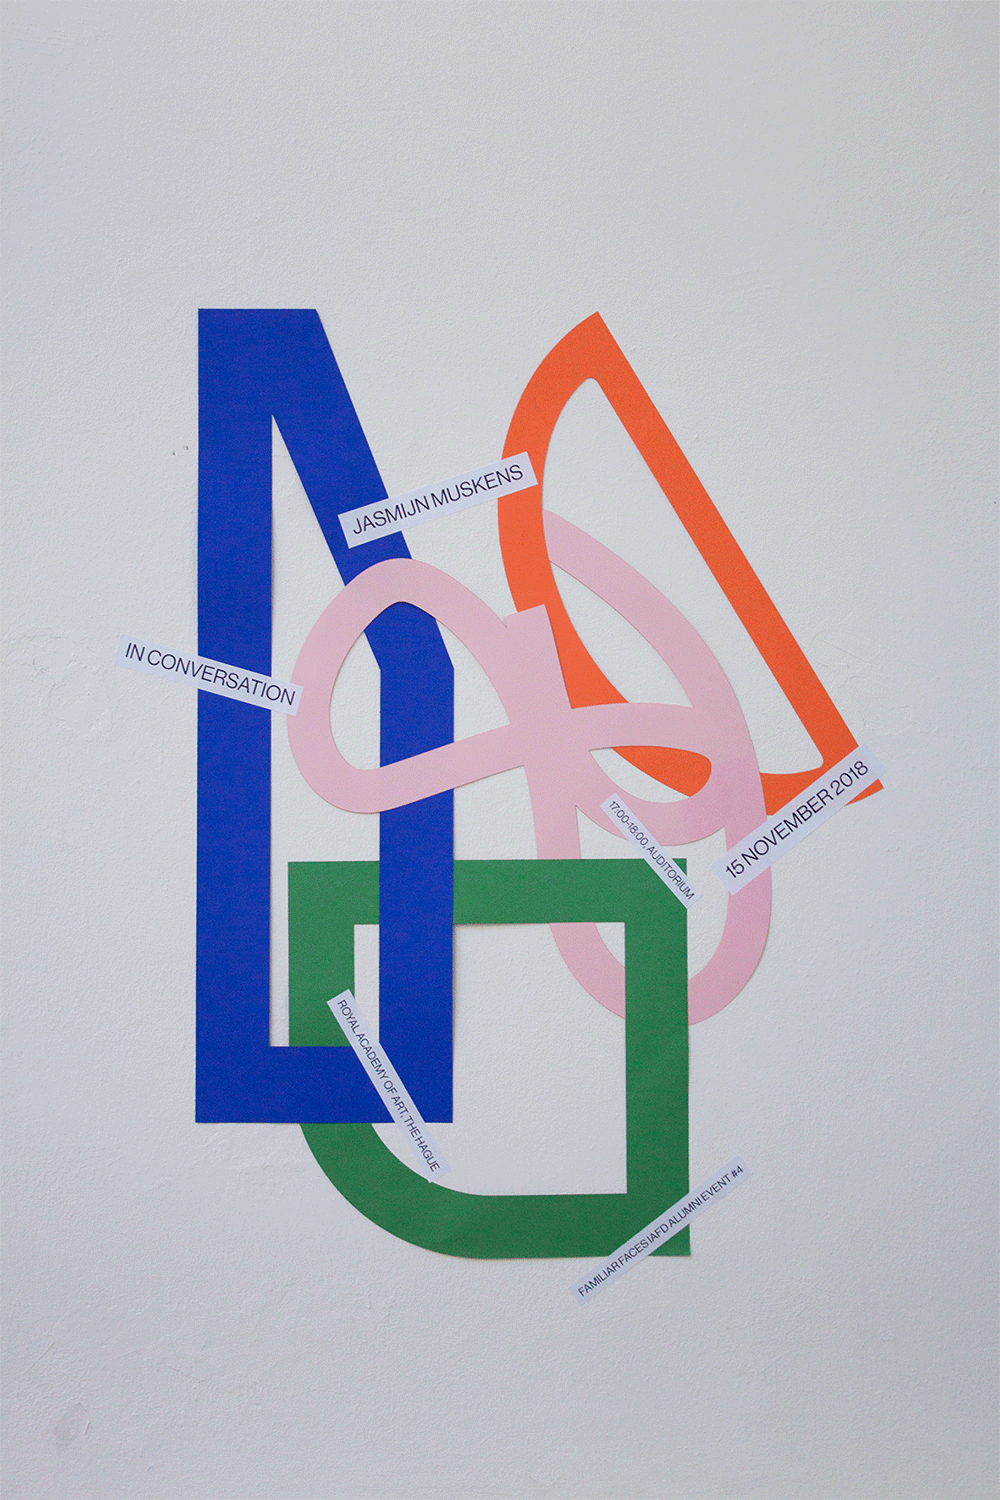 JASMIJN MUSKENS
IN CONVERSATION
15 NOVEMBER 2018
17:00-18:00, AUDITORIUM
ROYAL ACADEMY OF ART, THE HAGUE
FAMILIAR FACES IAFD ALUMNI EVENT #4